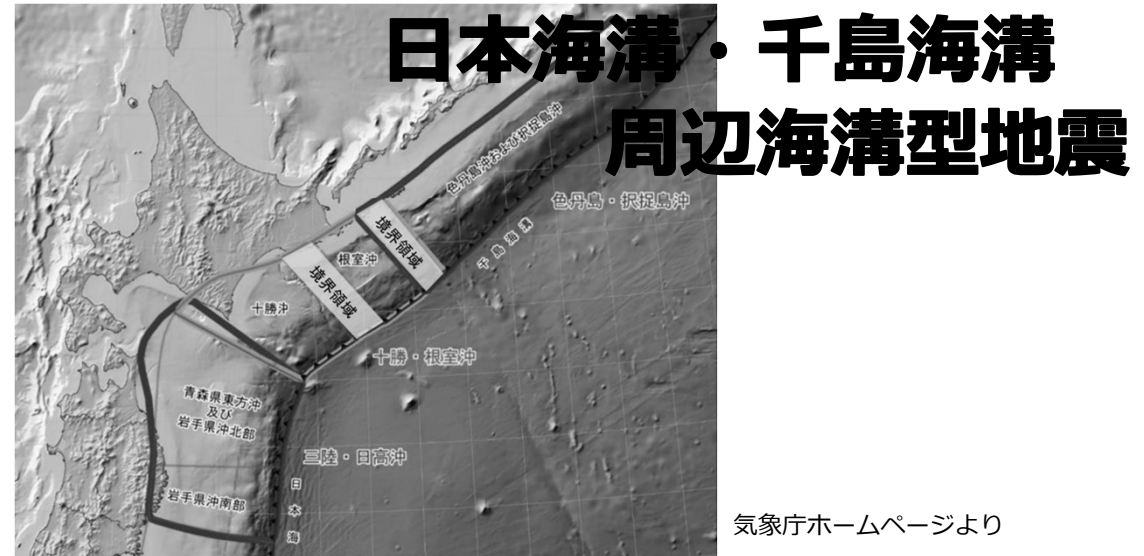 日本海溝・千島海溝
周辺海溝型地震
色丹島沖および択捉島沖
色丹島・択捉島沖
境界領域
千島海溝
根室沖
境界領域
十勝沖
十勝・根室沖
青森県東方沖
及び
岩手県沖北部
三陸・日高沖
日本海
岩手県沖南部
気象庁ホームページより